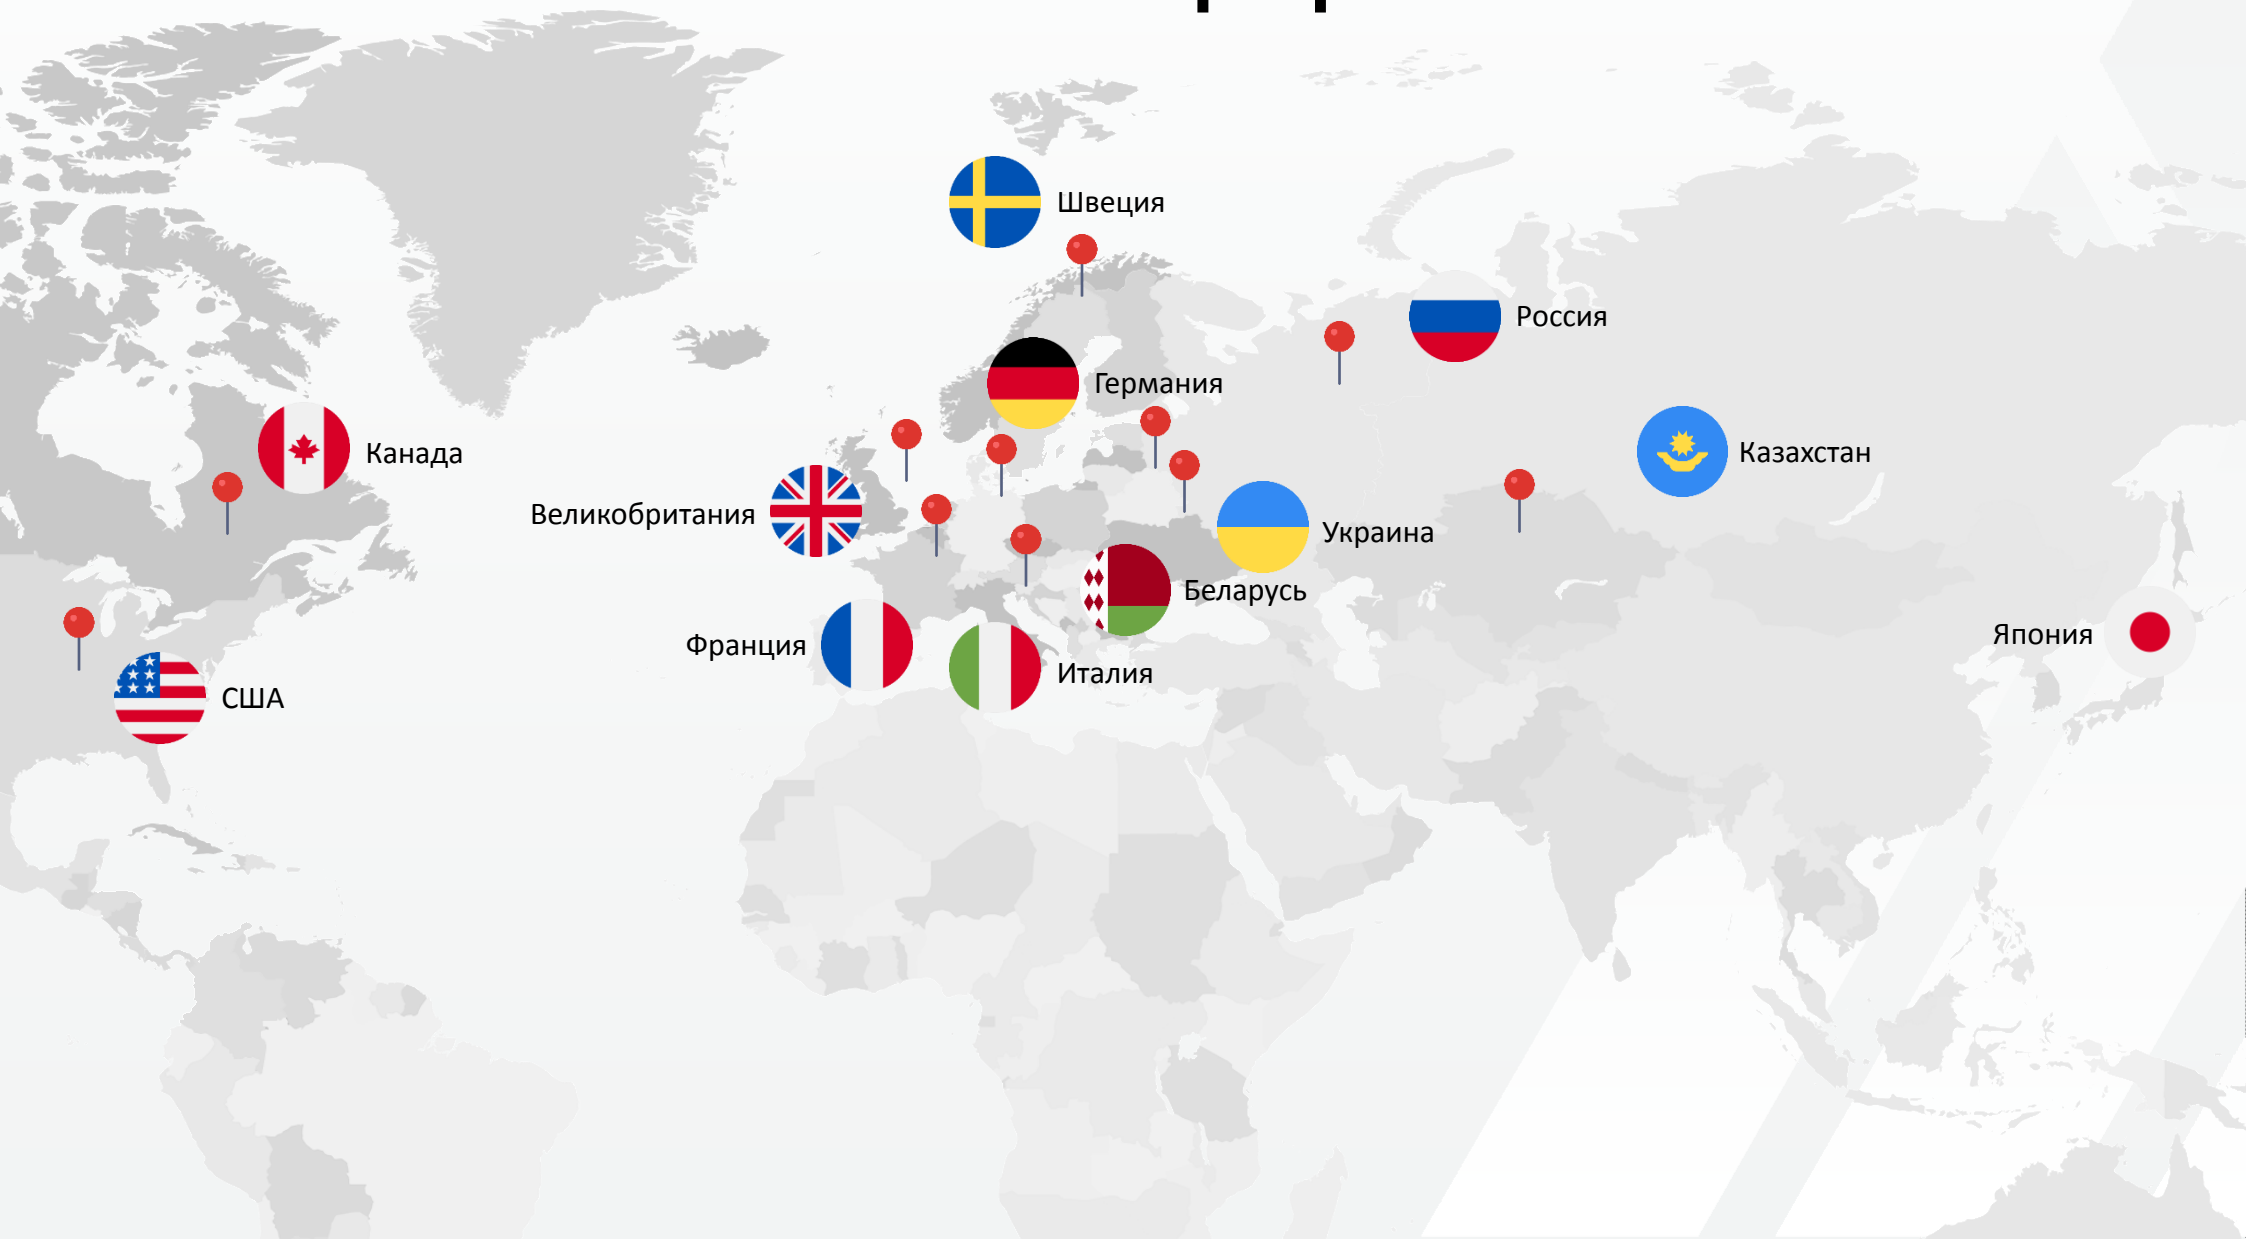 Швеция
Россия
Германия
Канада
Казахстан
Великобритания
Украина
Беларусь
Франция
Япония
Италия
США